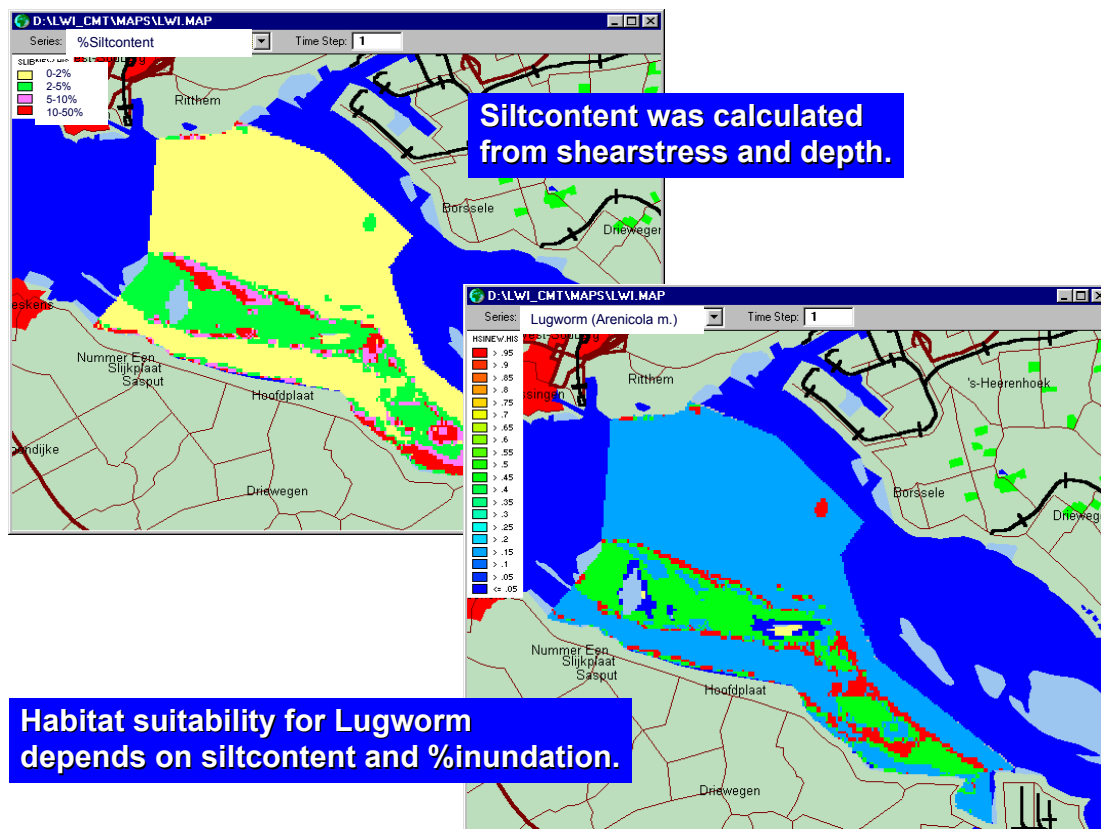 D:\LWI_CMT\MAPS\LWI.MAP
Series: %Siltcontent Time Step: 1
0-2%
2-5%
5-10%
10-50%
Ritthem
Borssele
Driewegen
Nummer Een
Slijkplaat
Sasput
Hoofdplaat
Driewegen
Siltcontent was calculated
from shearstress and depth.
D:\LWI_CMT\MAPS\LWI.MAP
Series: Lugworm (Arenicola m.) Time Step: 1
HSINEW.HIS
> .95
> .9
> .85
> .8
> .75
> .7
> .65
> .6
> .55
> .5
> .45
> .4
> .35
> .3
> .25
> .2
> .15
> .1
> .05
<= .05
Ritthem
's-Heerenhoek
Borssele
Nummer Een
Slijkplaat
Sasput
Hoofdplaat
Driewegen
Habitat suitability for Lugworm
depends on siltcontent and %inundation.